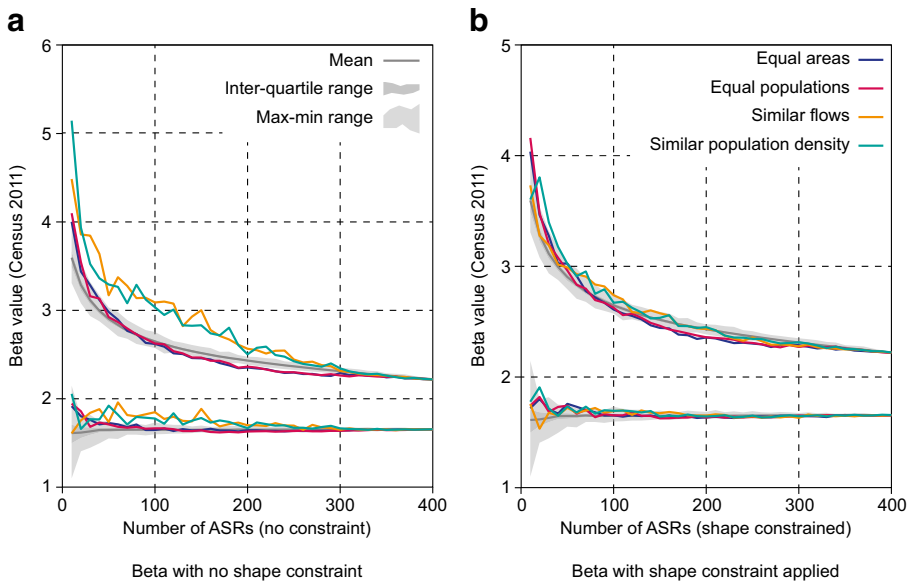 a
6
5
4
3
2
1
Beta value (Census 2011)
Mean
Inter-quartile range
Max-min range
0 100 200 300 400
Number of ASRs (no constraint)
Beta with no shape constraint
b
5
4
3
2
1
Beta value (Census 2011)
Equal areas
Equal populations
Similar flows
Similar population density
0 100 200 300 400
Number of ASRs (shape constrained)
Beta with shape constraint applied